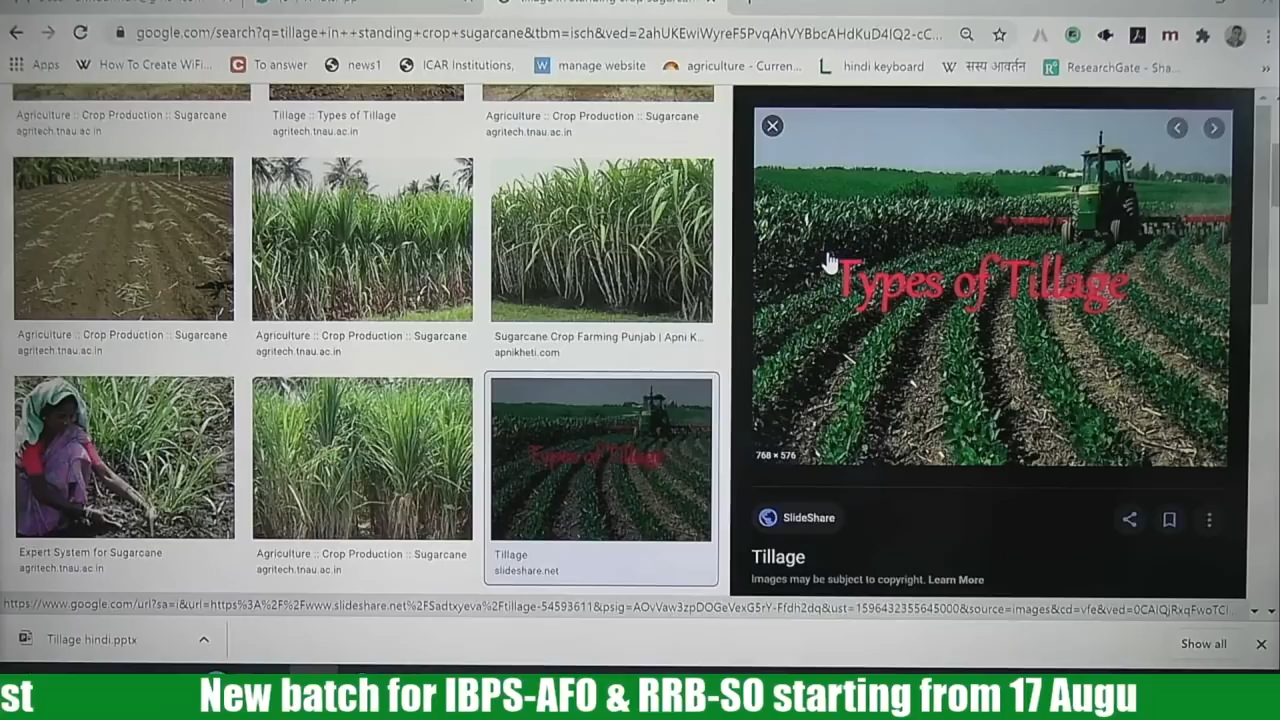 google.com/search?q=tillage+in++standing+crop+sugarcane&tbm=isch&ved=2ahUKEwiWyreF5PvqAhVYBbcAHdKuD4IQ2-cC...
Apps
How To Create WiFi...
To answer
news1
ICAR Institutions,
manage website
agriculture - Curren...
hindi keyboard
सस्य आवर्तन
ResearchGate - Sha...
Agriculture :: Crop Production :: Sugarcane
agritech.tnau.ac.in
Tillage :: Types of Tillage
agritech.tnau.ac.in
Agriculture :: Crop Production :: Sugarcane
agritech.tnau.ac.in
Agriculture :: Crop Production :: Sugarcane
agritech.tnau.ac.in
Agriculture :: Crop Production :: Sugarcane
agritech.tnau.ac.in
Sugarcane Crop Farming Punjab | Apni K...
apnikheti.com
Expert System for Sugarcane
agritech.tnau.ac.in
Agriculture :: Crop Production :: Sugarcane
agritech.tnau.ac.in
Types of Tillage
Tillage
slideshare.net
Types of Tillage
768 × 576
SlideShare
Tillage
Images may be subject to copyright. Learn More
https://www.google.com/url?sa=i&url=https%3A%2F%2Fwww.slideshare.net%2FSadtxyeva%2Ftillage-54593611&psig=AOvVaw3zpDOGeVexG5rY-Ffdh2dq&ust=1596432355645000&source=images&cd=vfe&ved=0CAIQjRxqFwoTCl...
Tillage hindi.pptx
Show all
st New batch for IBPS-AFO & RRB-SO starting from 17 Augu